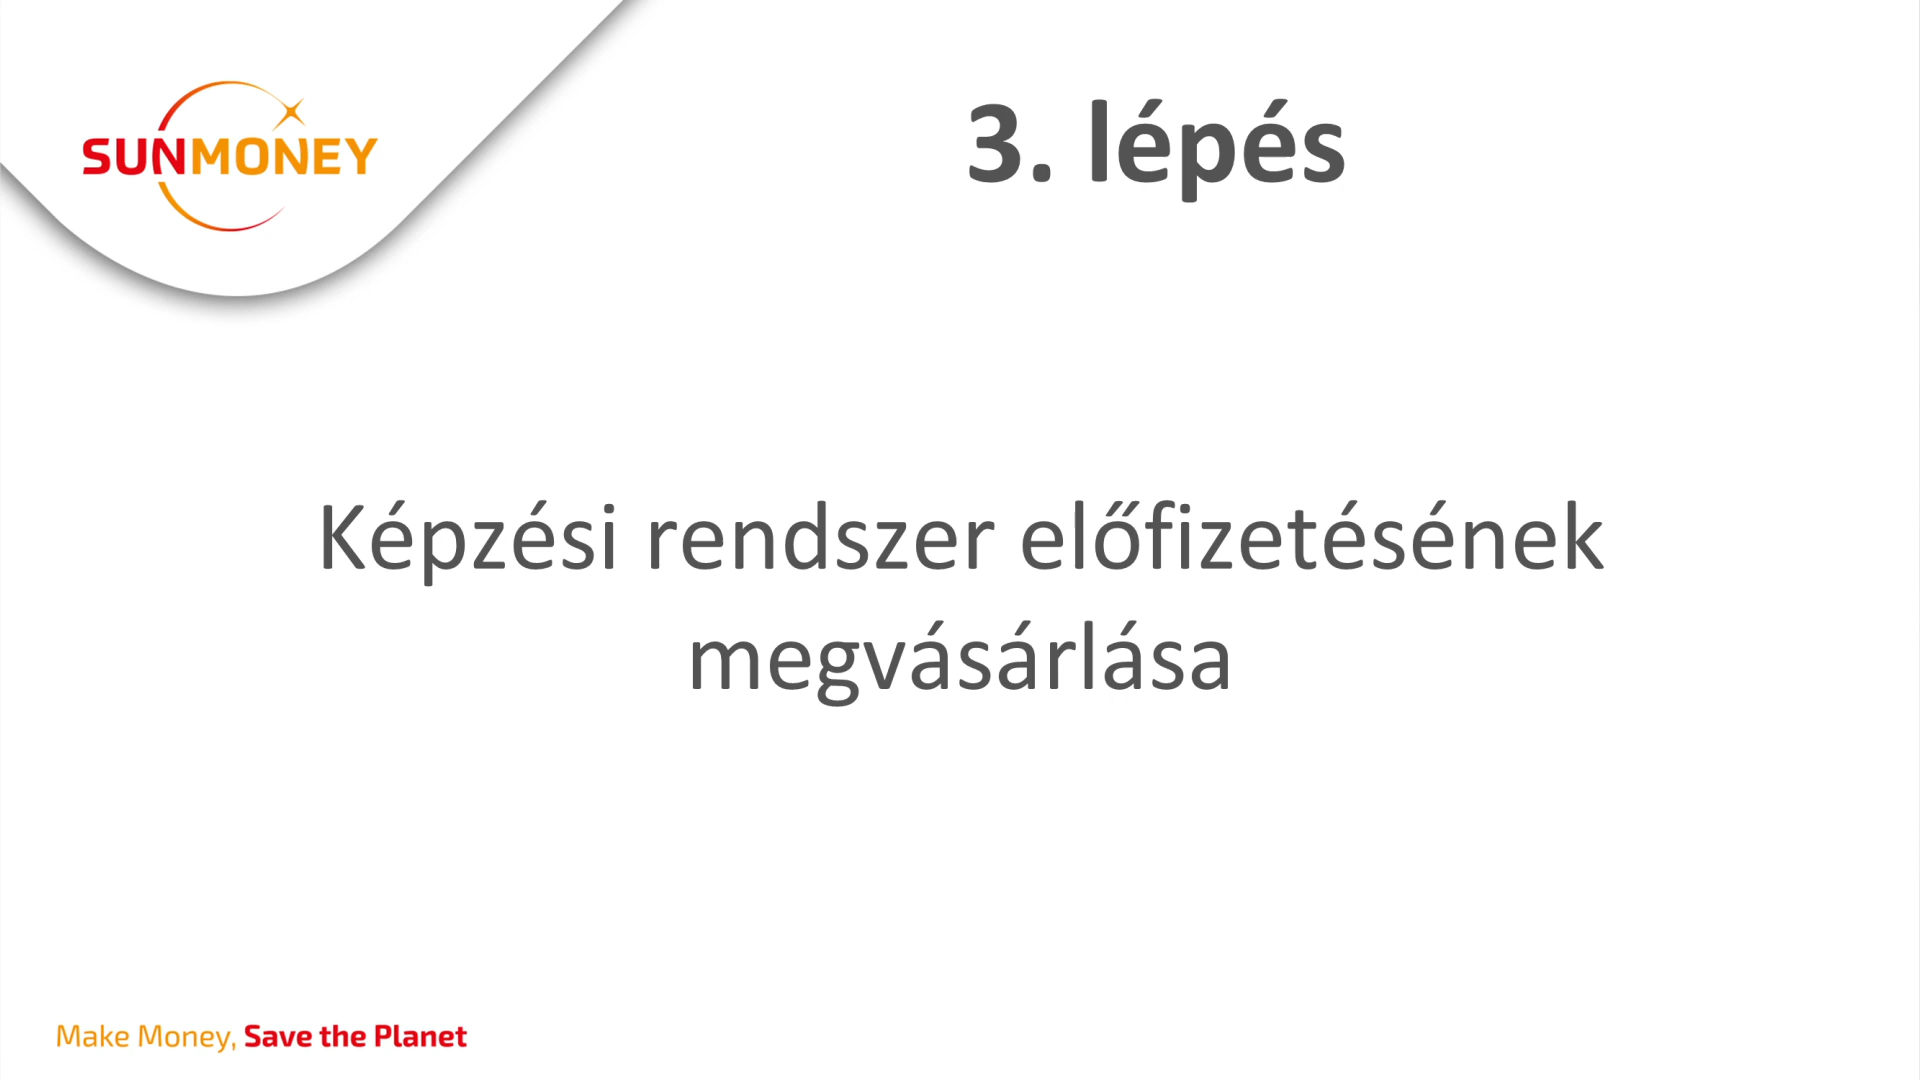 SUNMONEY
3. lépés
Képzési rendszer előfizetésének
megvásárlása
Make Money, Save the Planet